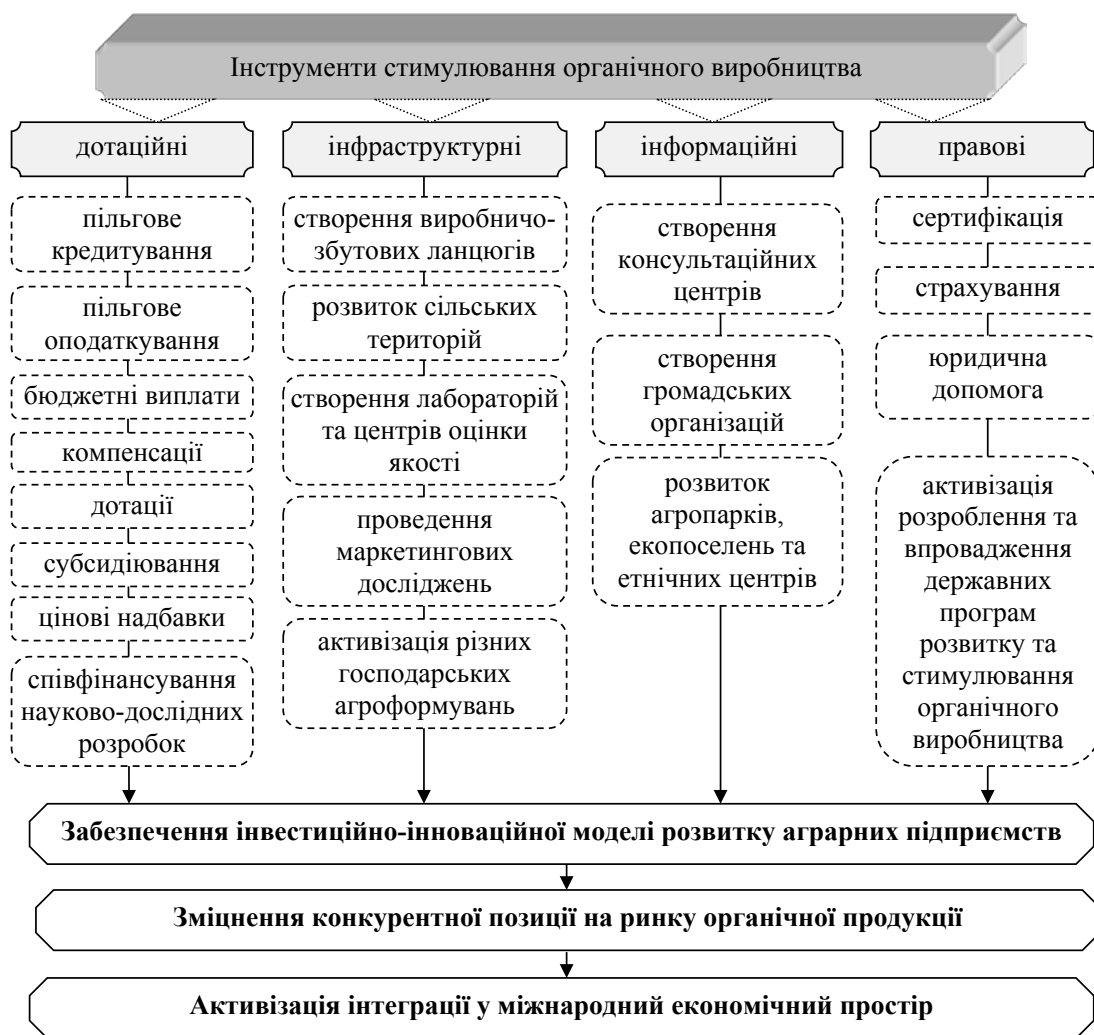 Інструменти стимулювання органічного виробництва
дотаційні
пільгове
кредитування
пільгове
оподаткування
бюджетні виплати
компенсації
дотації
субсидіювання
цінові надбавки
співфінансування
науково-дослідних
розробок
інфраструктурні
створення виробничо-
збутових ланцюгів
розвиток сільських
територій
створення лабораторій
та центрів оцінки
якості
проведення
маркетингових
досліджень
активізація різних
господарських
агроформувань
інформаційні
створення
консультаційних
центрів
створення
громадських
організацій
розвиток
агропарків,
екопоселень та
етнічних центрів
правові
сертифікація
страхування
юридична
допомога
активізація
розроблення та
впровадження
державних
програм
розвитку та
стимулювання
органічного
виробництва
Забезпечення інвестиційно-інноваційної моделі розвитку аграрних підприємств
Зміцнення конкурентної позиції на ринку органічної продукції
Активізація інтеграції у міжнародний економічний простір